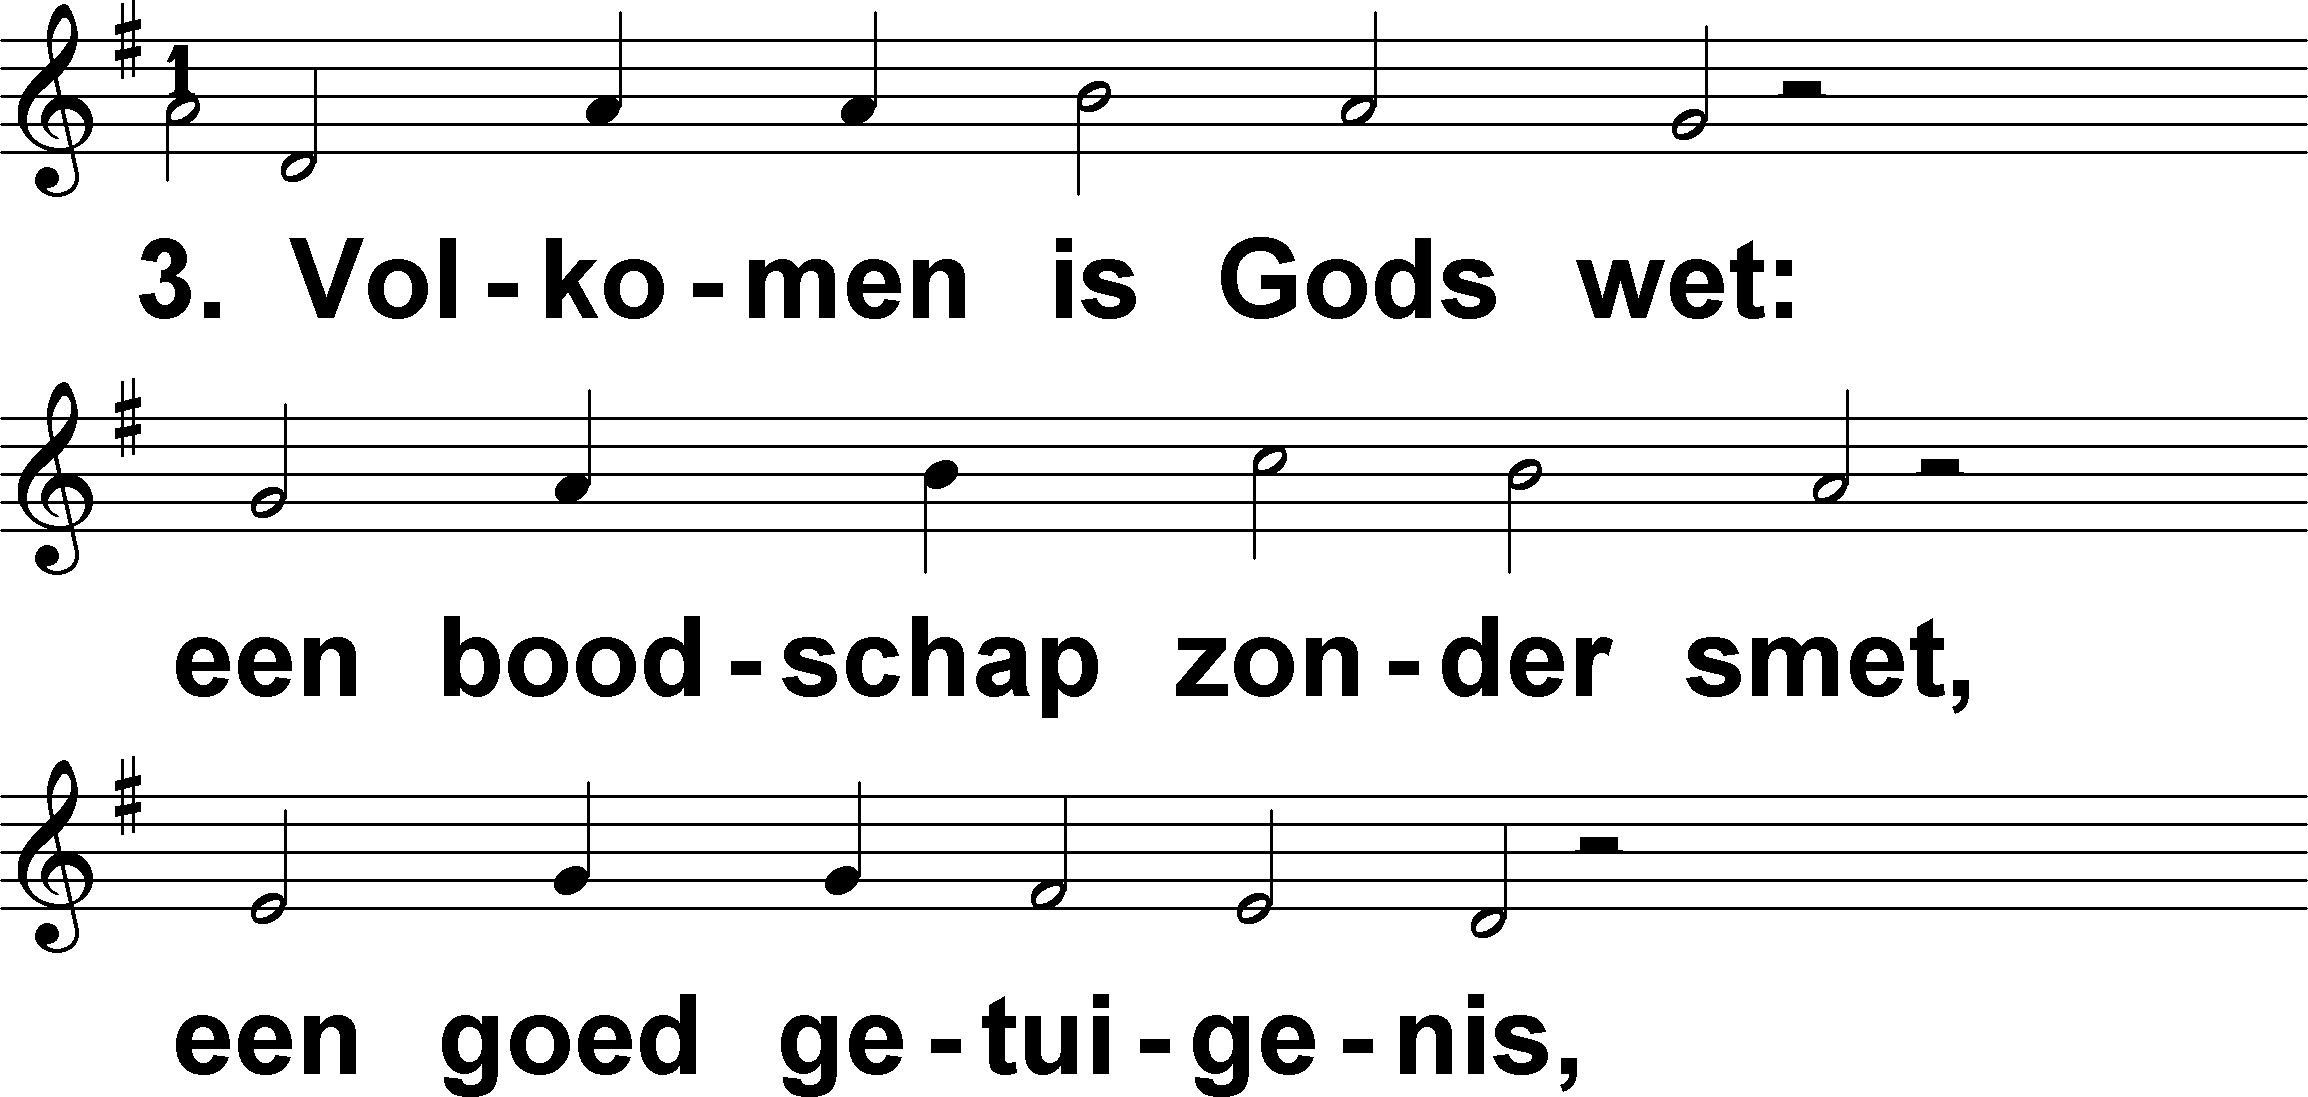 1
3. Vol-ko-men is Gods wet:
een bood-schap zon-der smet,
een goed ge-tui-ge-nis,